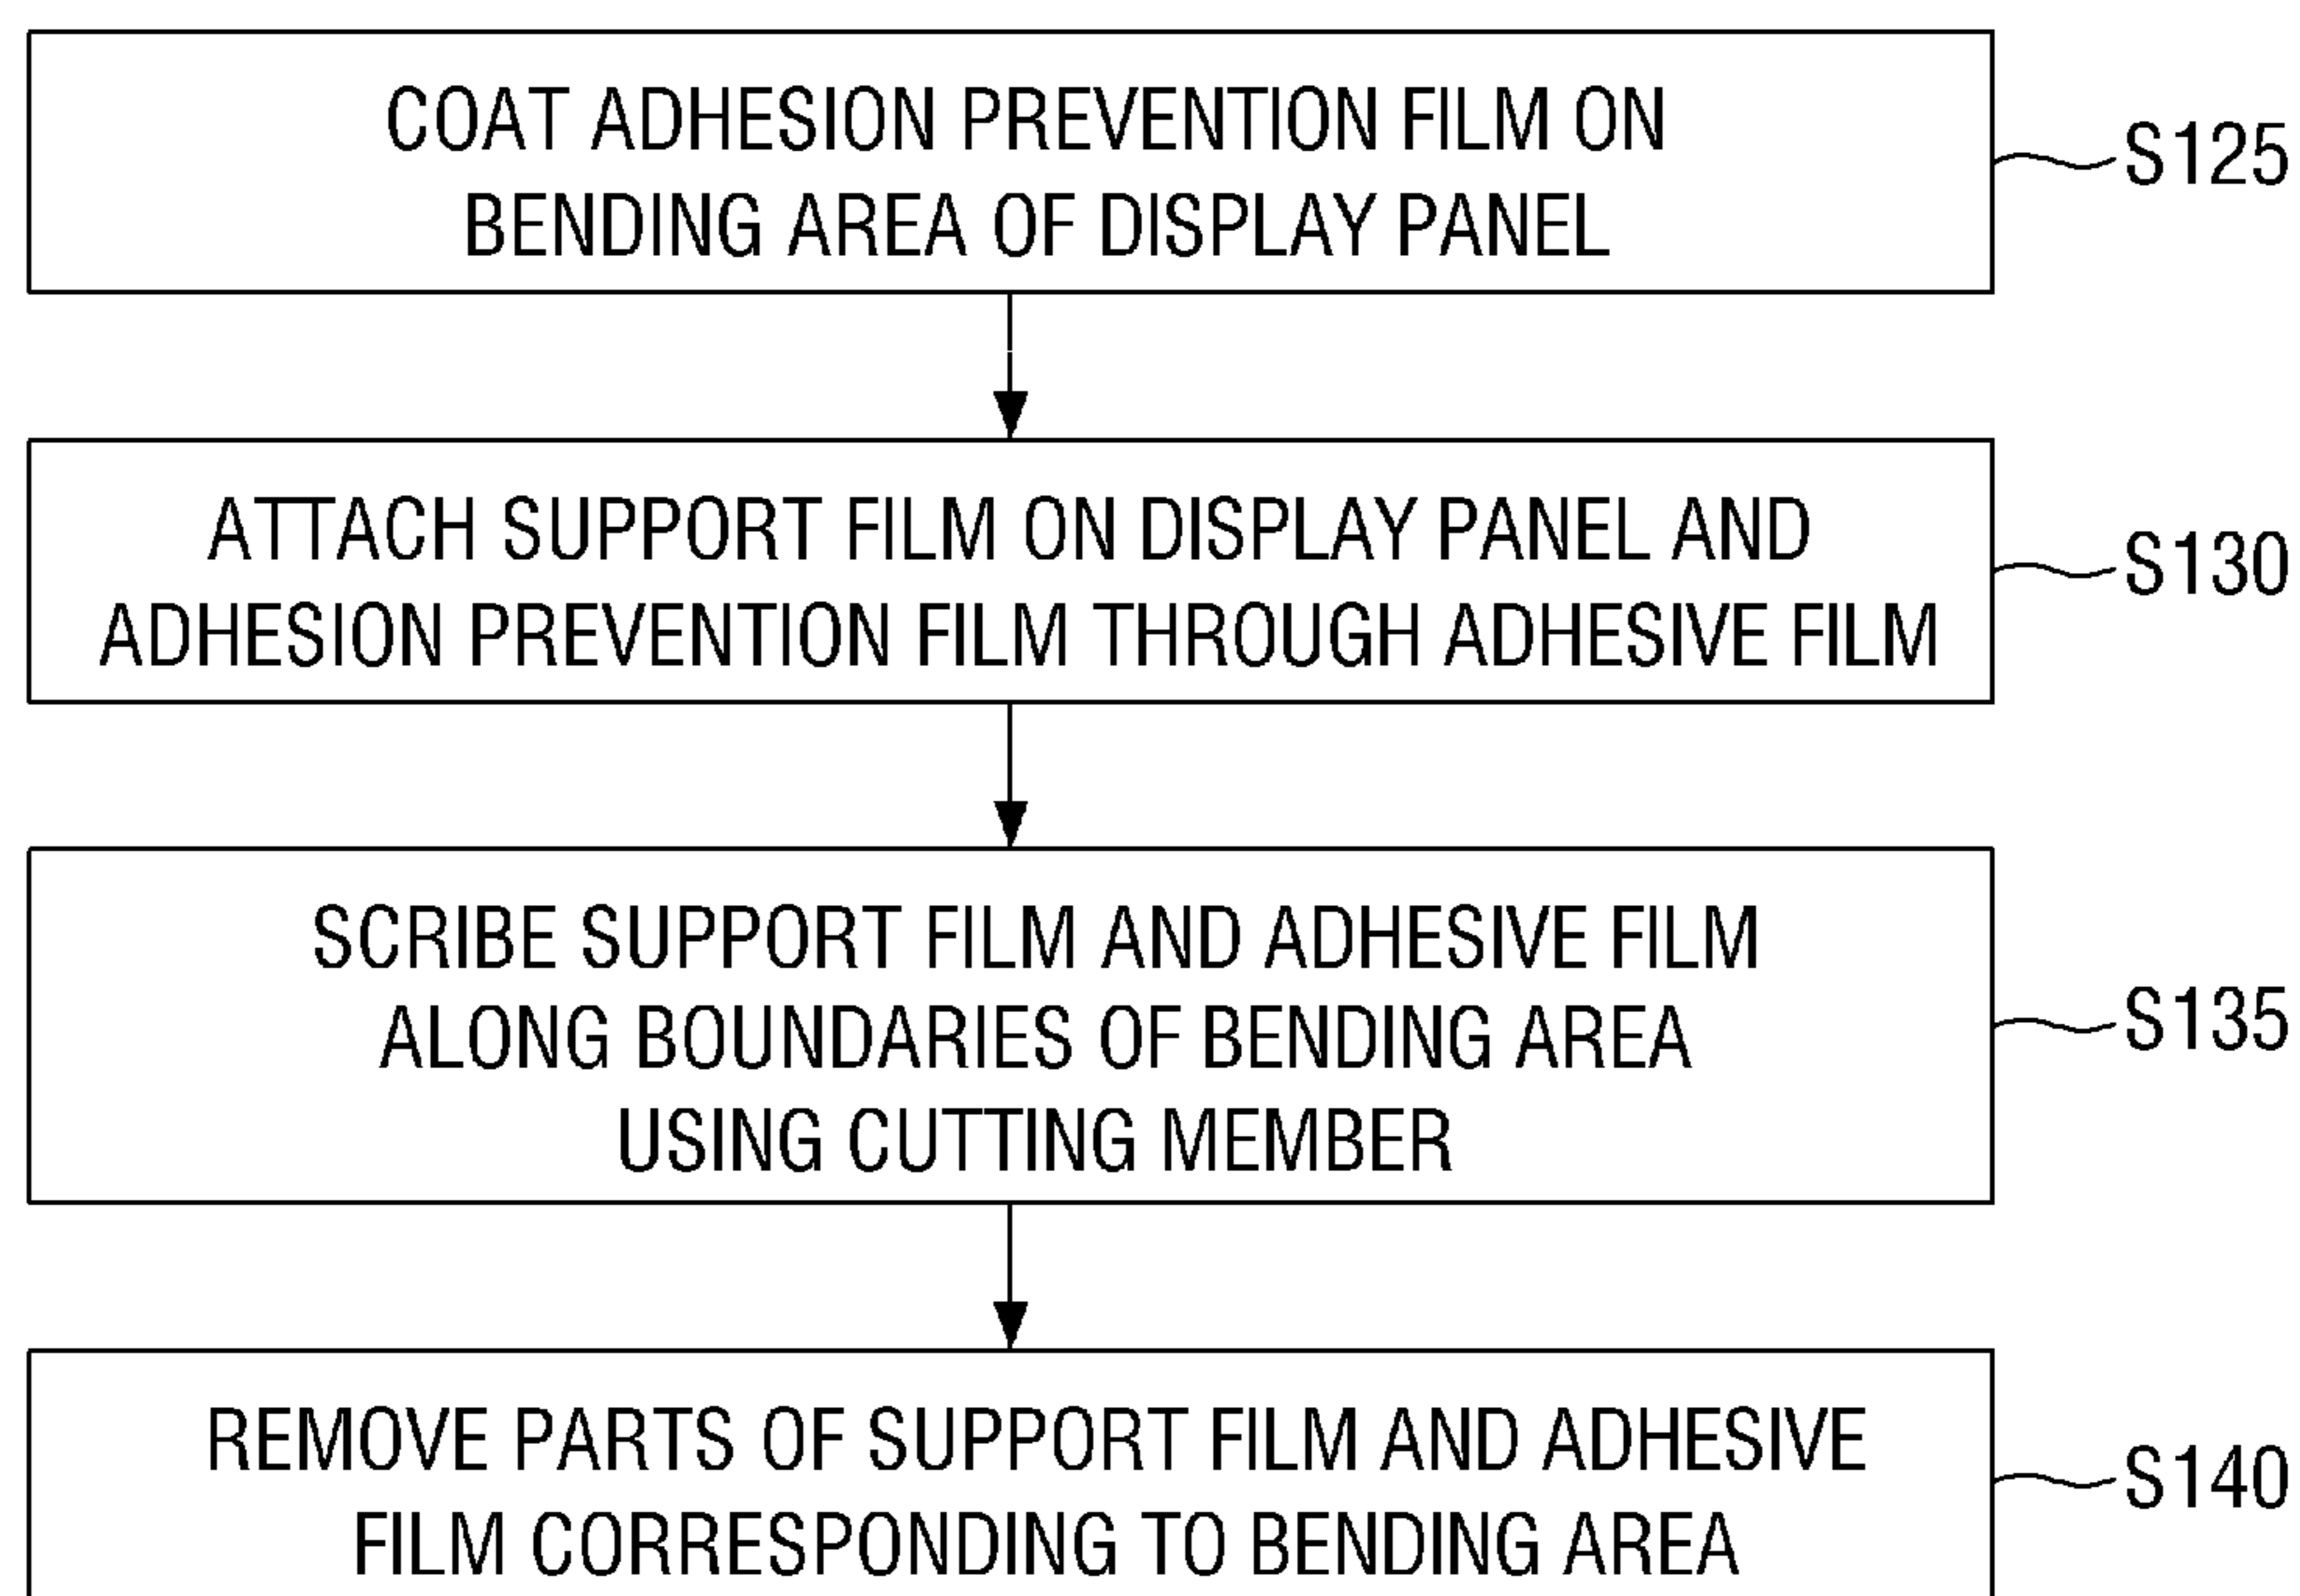 COAT ADHESION PREVENTION FILM ON
BENDING AREA OF DISPLAY PANEL
S125
ATTACH SUPPORT FILM ON DISPLAY PANEL AND
ADHESION PREVENTION FILM THROUGH ADHESIVE FILM
S130
SCRIBE SUPPORT FILM AND ADHESIVE FILM
ALONG BOUNDARIES OF BENDING AREA
USING CUTTING MEMBER
S135
REMOVE PARTS OF SUPPORT FILM AND ADHESIVE
FILM CORRESPONDING TO BENDING AREA
S140